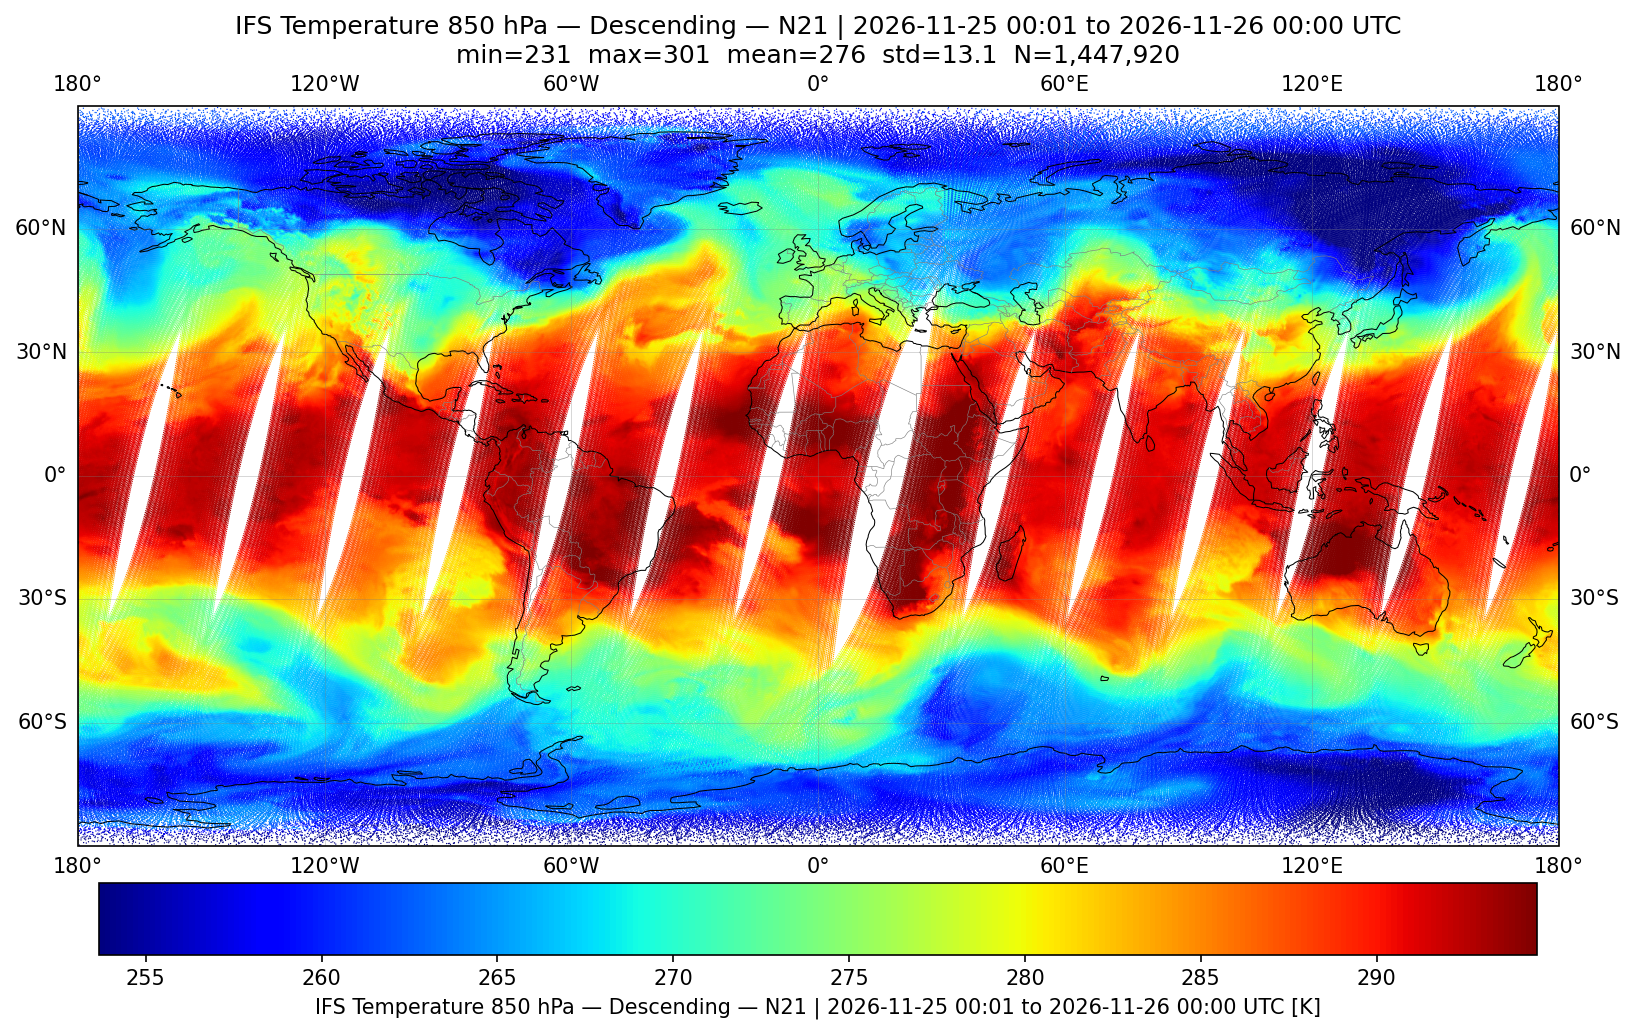 IFS Temperature 850 hPa — Descending — N21 | 2026-11-25 00:01 to 2026-11-26 00:00 UTC
min=231 max=301 mean=276 std=13.1 N=1,447,920
180° 120°W 60°W 0° 60°E 120°E 180°
60°N 60°N
30°N 30°N
0° 0°
30°S 30°S
60°S 60°S
180° 120°W 60°W 0° 60°E 120°E 180°
255 260 265 270 275 280 285 290
IFS Temperature 850 hPa — Descending — N21 | 2026-11-25 00:01 to 2026-11-26 00:00 UTC [K]